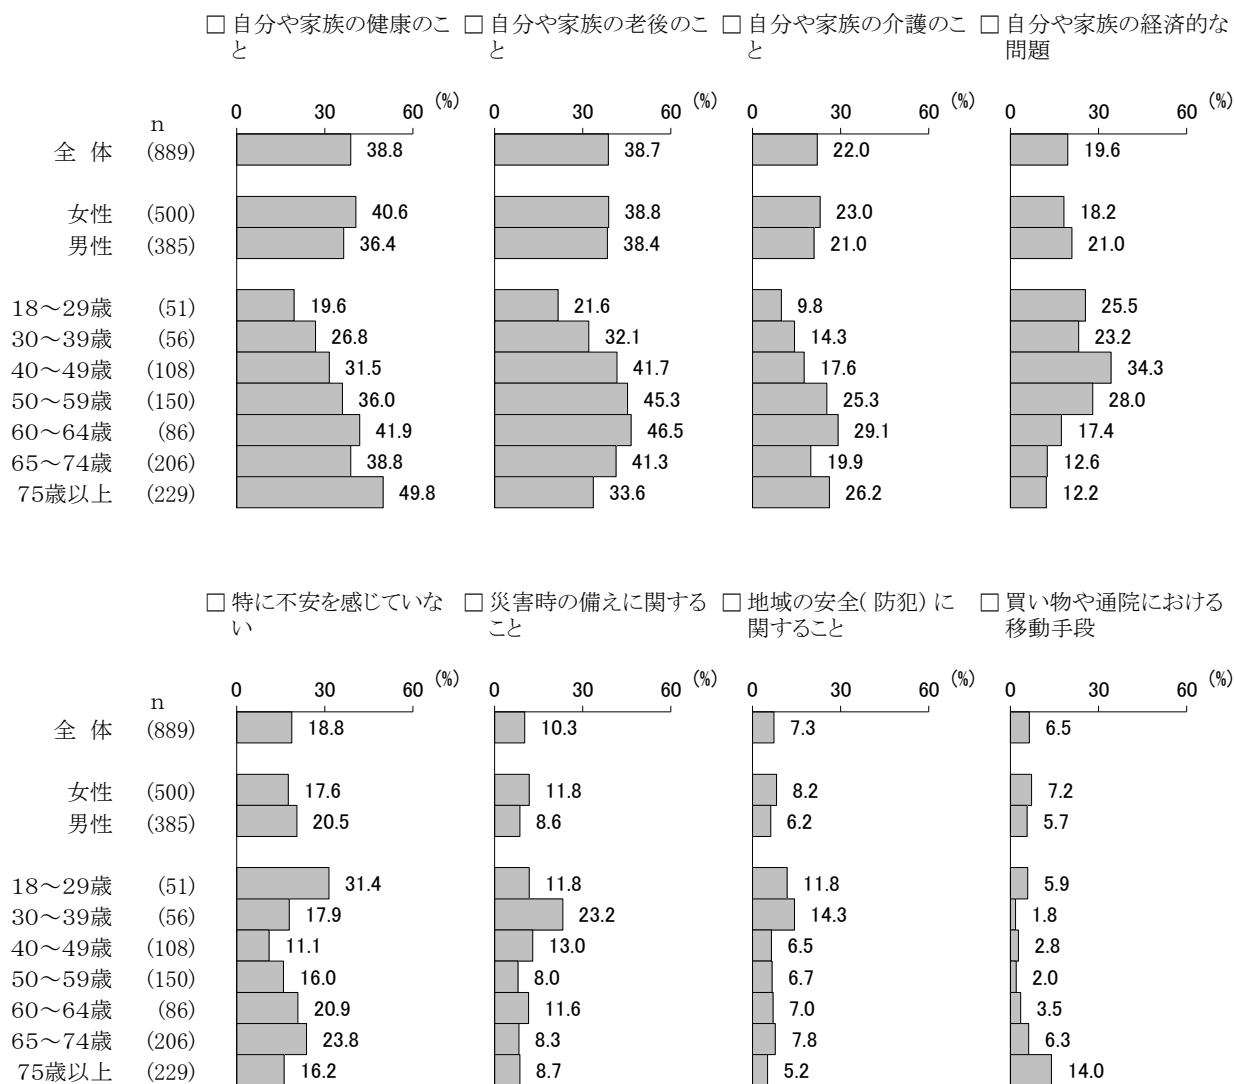 □ 自分や家族の健康のこ □ 自分や家族の老後のこ □ 自分や家族の介護のこ □ 自分や家族の経済的な
と と と 問題
0 30 60 (%) 0 30 60 (%) 0 30 60 (%) 0 30 60 (%)
n
全 体 (889) 38.8 38.7 22.0 19.6
女性 (500) 40.6 38.8 23.0 18.2
男性 (385) 36.4 38.4 21.0 21.0
18～29歳 (51) 19.6 21.6 9.8 25.5
30～39歳 (56) 26.8 32.1 14.3 23.2
40～49歳 (108) 31.5 41.7 17.6 34.3
50～59歳 (150) 36.0 45.3 25.3 28.0
60～64歳 (86) 41.9 46.5 29.1 17.4
65～74歳 (206) 38.8 41.3 19.9 12.6
75歳以上 (229) 49.8 33.6 26.2 12.2
□ 特に不安を感じていな □ 災害時の備えに関する □ 地域の安全(防犯)に □ 買い物や通院における
い こと 関すること 移動手段
0 30 60 (%) 0 30 60 (%) 0 30 60 (%) 0 30 60 (%)
n
全 体 (889) 18.8 10.3 7.3 6.5
女性 (500) 17.6 11.8 8.2 7.2
男性 (385) 20.5 8.6 6.2 5.7
18～29歳 (51) 31.4 11.8 11.8 5.9
30～39歳 (56) 17.9 23.2 14.3 1.8
40～49歳 (108) 11.1 13.0 6.5 2.8
50～59歳 (150) 16.0 8.0 6.7 2.0
60～64歳 (86) 20.9 11.6 7.0 3.5
65～74歳 (206) 23.8 8.3 7.8 6.3
75歳以上 (229) 16.2 8.7 5.2 14.0